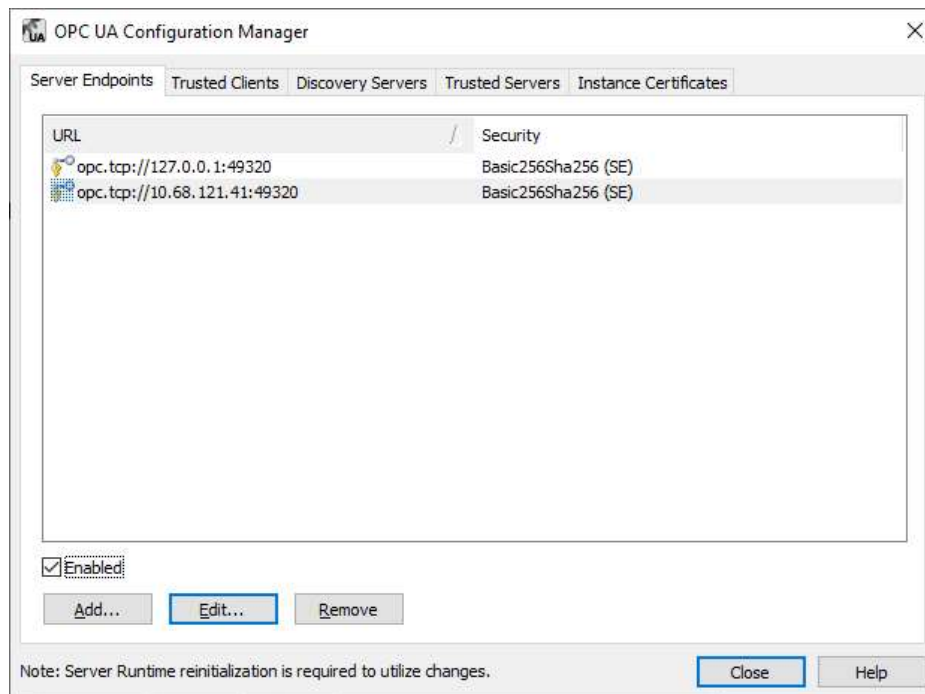 OPC UA Configuration Manager
Server Endpoints Trusted Clients Discovery Servers Trusted Servers Instance Certificates
URL / Security
opc.tcp://127.0.0.1:49320 Basic256Sha256 (SE)
opc.tcp://10.68.121.41:49320 Basic256Sha256 (SE)
Enabled
Add... Edit... Remove
Note: Server Runtime reinitialization is required to utilize changes.
Close Help